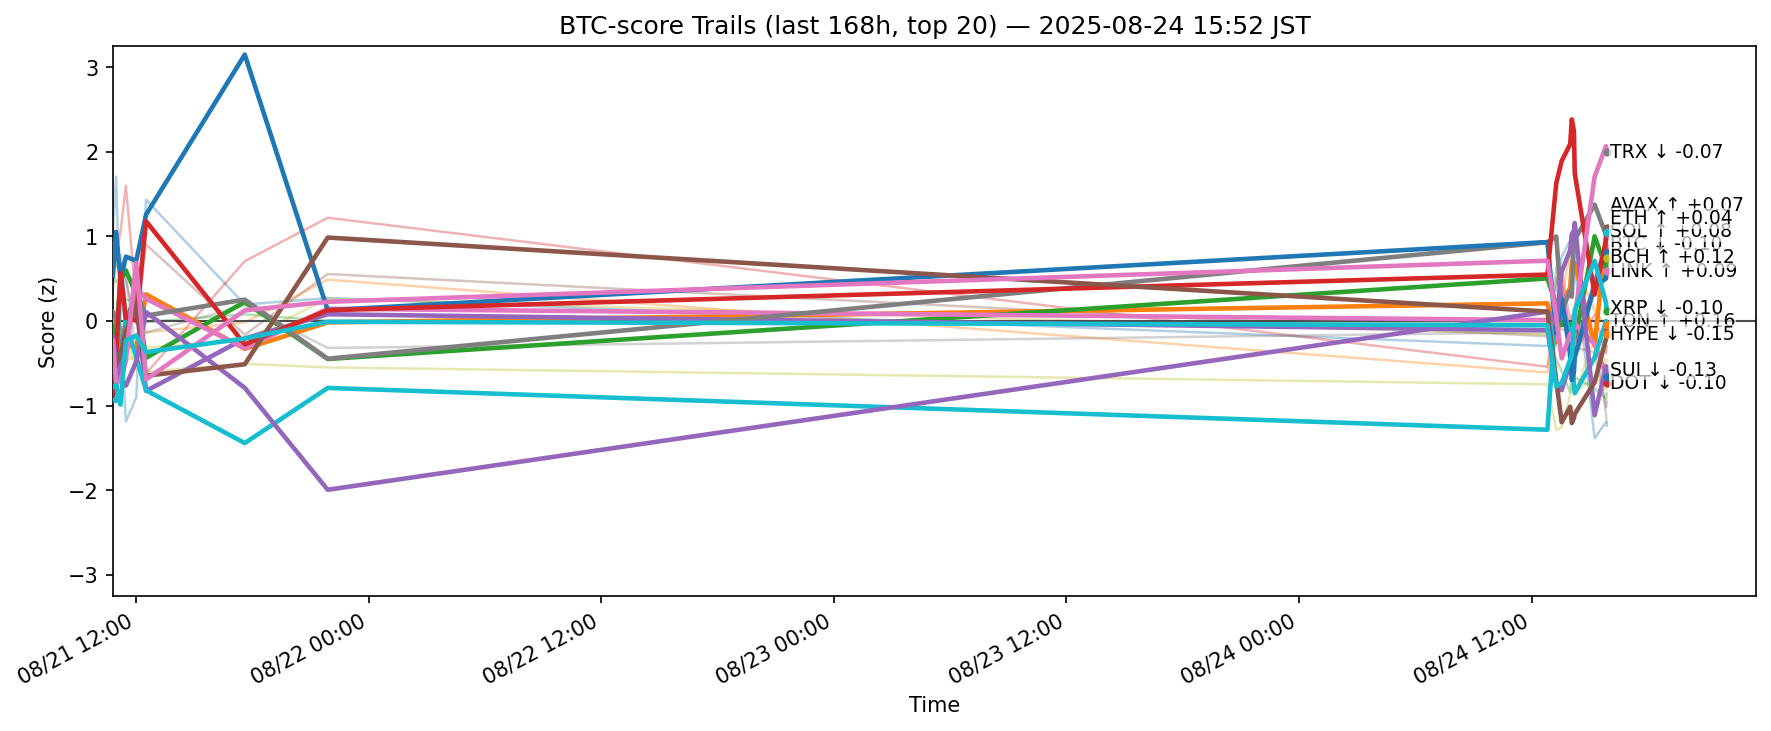 BTC-score Trails (last 168h, top 20) — 2025-08-24 15:52 JST
Score (z)
3
2
1
0
−1
−2
−3
TRX ↓ -0.07
AVAX ↑ +0.07
ETH ↑ +0.04
SOL ↑ +0.08
BTC ↓ -0.10
BCH ↑ +0.12
LINK ↑ +0.09
XRP ↓ -0.10
TON ↑ +0.16
HYPE ↓ -0.15
SUI ↓ -0.13
DOT ↓ -0.10
08/21 12:00
08/22 00:00
08/22 12:00
08/23 00:00
08/23 12:00
08/24 00:00
08/24 12:00
Time